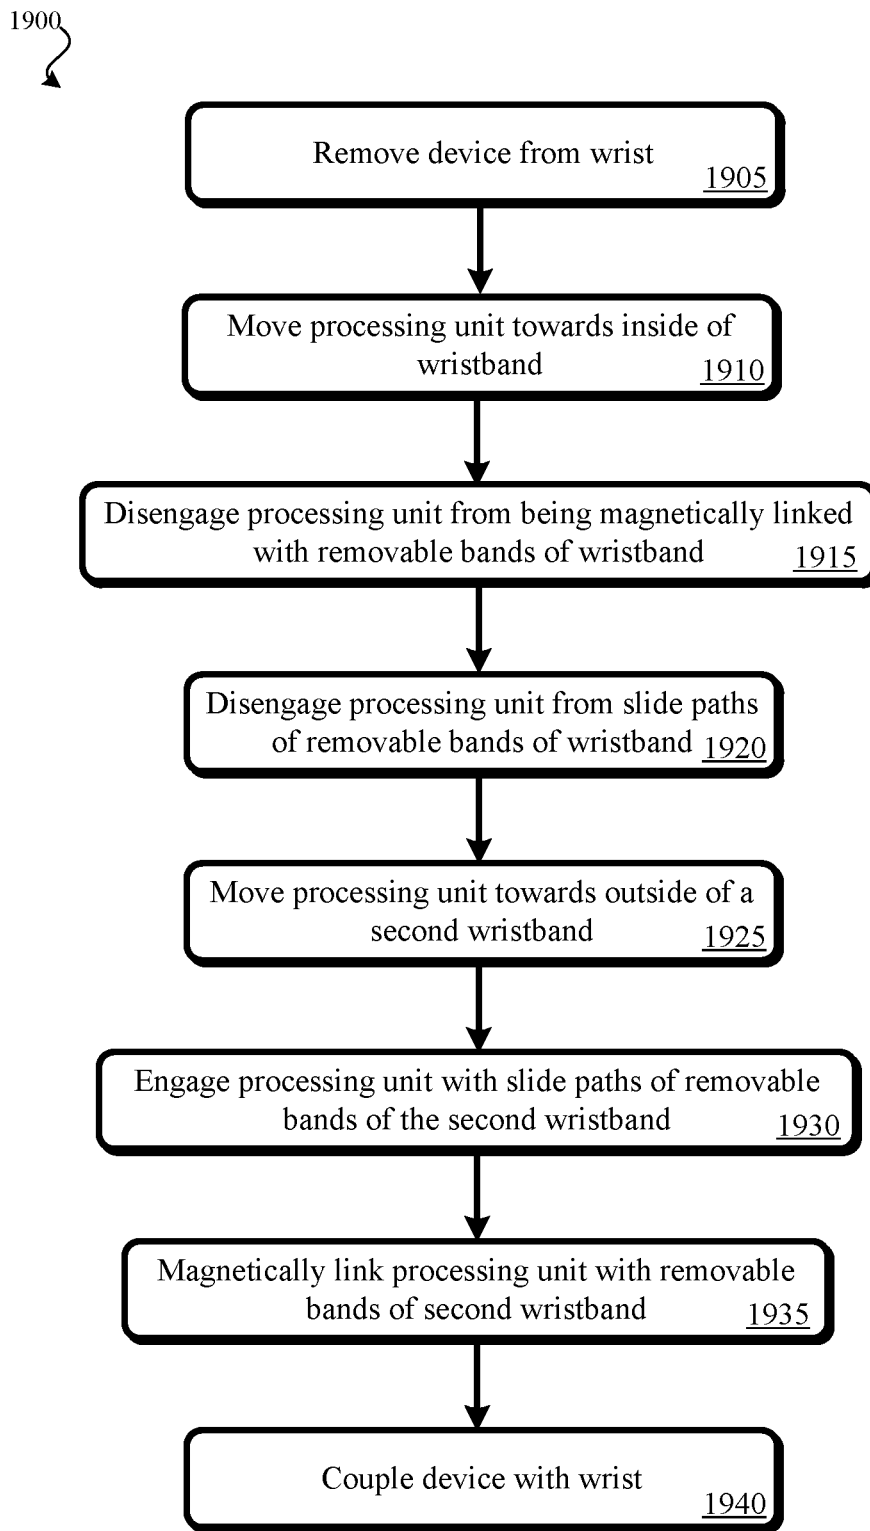 1900
Remove device from wrist
1905
Move processing unit towards inside of
wristband
1910
Disengage processing unit from being magnetically linked
with removable bands of wristband
1915
Disengage processing unit from slide paths
of removable bands of wristband
1920
Move processing unit towards outside of a
second wristband
1925
Engage processing unit with slide paths of removable
bands of the second wristband
1930
Magnetically link processing unit with removable
bands of second wristband
1935
Couple device with wrist
1940